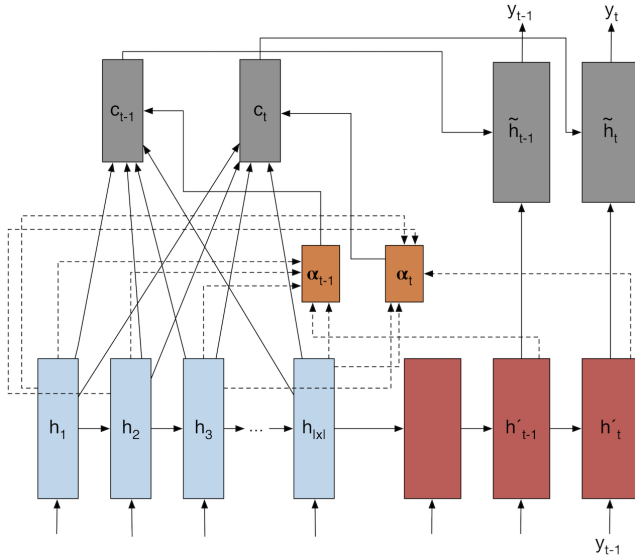 y_{t-1} y_t
c_{t-1} c_t h̃_{t-1} h̃_t
α_{t-1} α_t
h_1 h_2 h_3 ... h_{|x|} h´_{t-1} h´_t
y_{t-1}